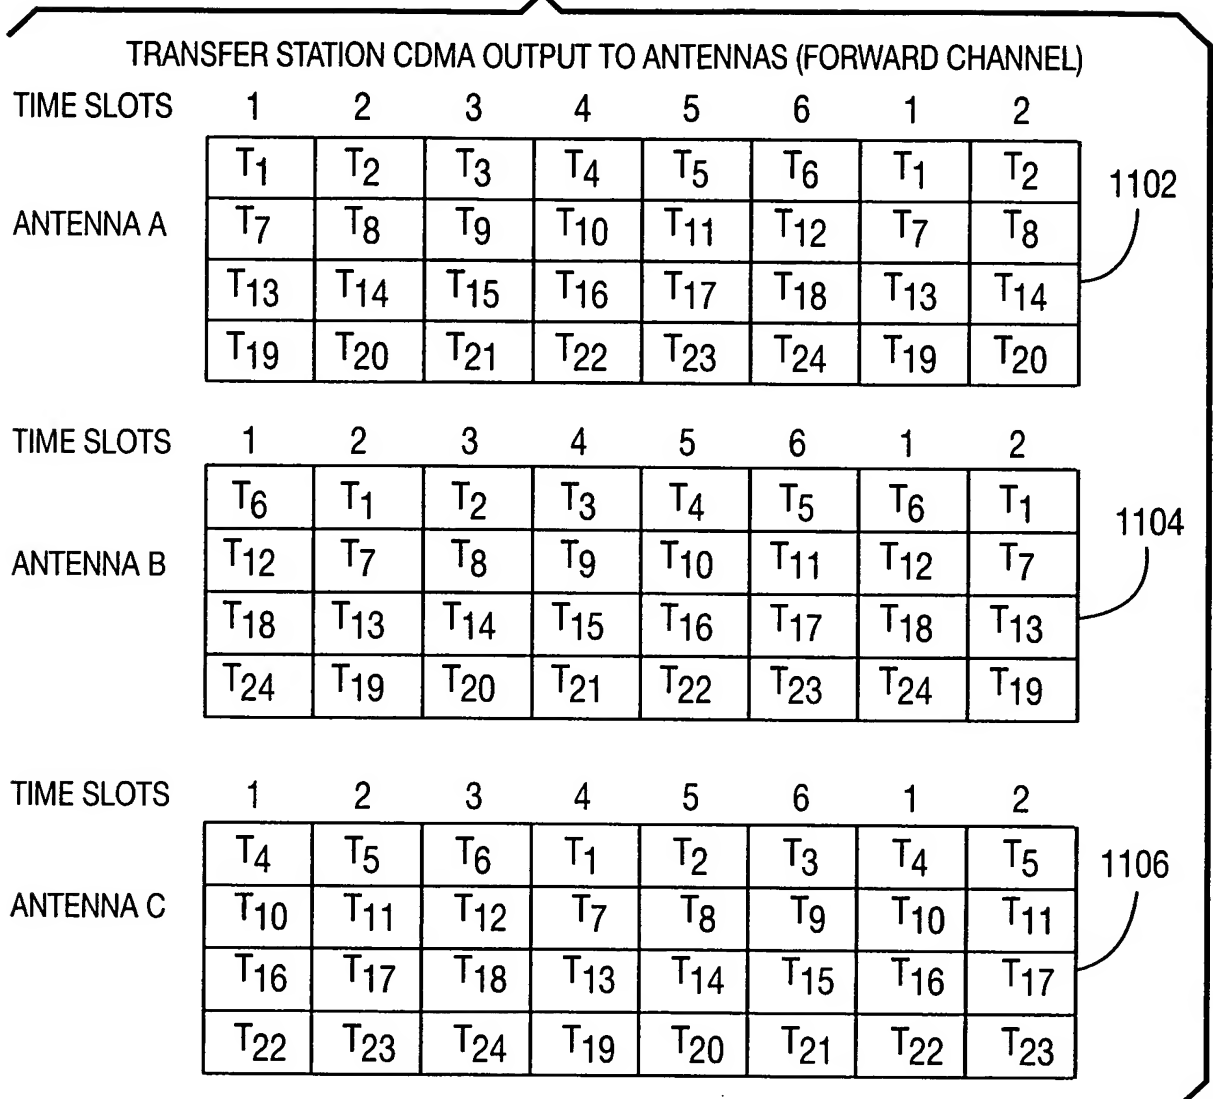 TRANSFER STATION CDMA OUTPUT TO ANTENNAS (FORWARD CHANNEL)
TIME SLOTS 1 2 3 4 5 6 1 2
T1 T2 T3 T4 T5 T6 T1 T2
1102
ANTENNA A T7 T8 T9 T10 T11 T12 T7 T8
T13 T14 T15 T16 T17 T18 T13 T14
T19 T20 T21 T22 T23 T24 T19 T20
TIME SLOTS 1 2 3 4 5 6 1 2
T6 T1 T2 T3 T4 T5 T6 T1
1104
ANTENNA B T12 T7 T8 T9 T10 T11 T12 T7
T18 T13 T14 T15 T16 T17 T18 T13
T24 T19 T20 T21 T22 T23 T24 T19
TIME SLOTS 1 2 3 4 5 6 1 2
T4 T5 T6 T1 T2 T3 T4 T5
1106
ANTENNA C T10 T11 T12 T7 T8 T9 T10 T11
T16 T17 T18 T13 T14 T15 T16 T17
T22 T23 T24 T19 T20 T21 T22 T23